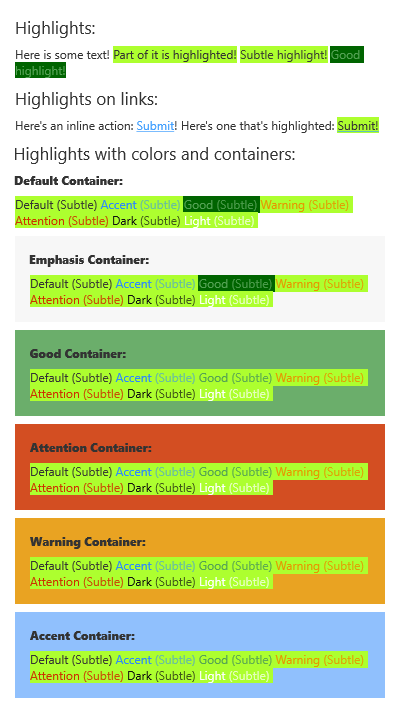 Highlights:
Here is some text! Part of it is highlighted! Subtle highlight! Good
highlight!
Highlights on links:
Here's an inline action: Submit! Here's one that's highlighted: Submit!
Highlights with colors and containers:
Default Container:
Default (Subtle) Accent (Subtle) Good (Subtle) Warning (Subtle)
Attention (Subtle) Dark (Subtle) Light (Subtle)
Emphasis Container:
Default (Subtle) Accent (Subtle) Good (Subtle) Warning (Subtle)
Attention (Subtle) Dark (Subtle) Light (Subtle)
Good Container:
Default (Subtle) Accent (Subtle) Good (Subtle) Warning (Subtle)
Attention (Subtle) Dark (Subtle) Light (Subtle)
Attention Container:
Default (Subtle) Accent (Subtle) Good (Subtle) Warning (Subtle)
Attention (Subtle) Dark (Subtle) Light (Subtle)
Warning Container:
Default (Subtle) Accent (Subtle) Good (Subtle) Warning (Subtle)
Attention (Subtle) Dark (Subtle) Light (Subtle)
Accent Container:
Default (Subtle) Accent (Subtle) Good (Subtle) Warning (Subtle)
Attention (Subtle) Dark (Subtle) Light (Subtle)